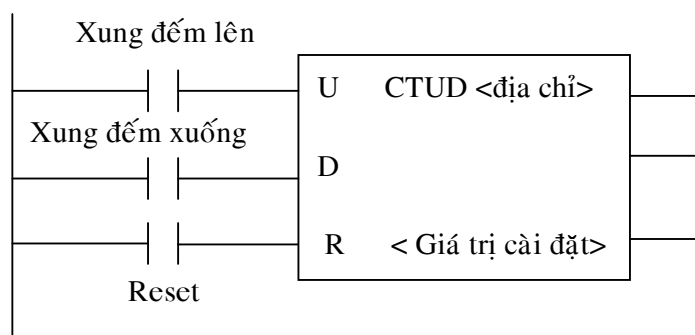 Xung đếm lên
U CTUD <địa chỉ>
Xung đếm xuống
D
R < Giá trị cài đặt>
Reset